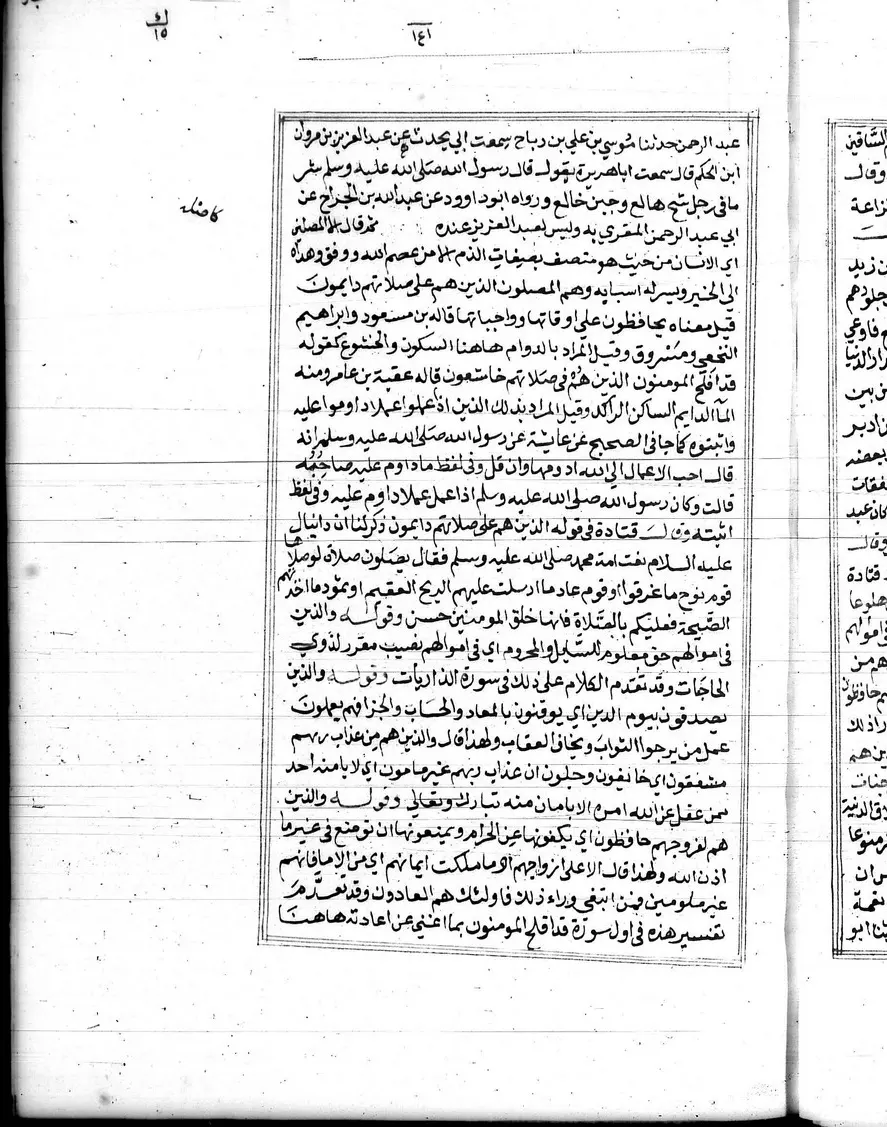 ك
١٥
١٤١
عبد الرحمن حدثنا موسي بن علي بن رباح سمعت ابي يحدث عن عبد العزيز بن مروان
ابن الحكم قال سمعت ابا هريرة يقول قال رسول الله صلى الله عليه وسلم شر
ما في رجل شح هالع وجبن خالع ورواه ابو داوود عن عبد الله بن الجراح عن
ابي عبد الرحمن المقري به وليس لعبد العزيز عنده ثم قال الا المصلين
اي الانسان من حيث هو متصف بصفات الذم الا من عصم الله ووفق وهداه
الى الخير ويسر له اسبابه وهم المصلون الذين هم على صلاتهم دايمون
قيل معناه يحافظون على اوقاتها وواجباتها قاله بن مسعود وابراهيم
النخعي ومسروق وقيل المراد بالدوام هاهنا السكون والخشوع كقوله
قد افلح المومنون الذين هم في صلاتهم خاشعون قاله عقبة بن عامر ومنه
المآ الدايم الساكن الراكد وقيل المراد بذلك الذين اذا عملوا عملا داوموا عليه
واثبتوه كما جا في الصحيح عن عايشة عن رسول الله صلى الله عليه وسلم انه
قال احب الاعمال الى الله ادومها وان قل وفي لفظ ما داوم عليه صاحبه
قالت وكان رسول الله صلى الله عليه وسلم اذا عمل عملا داوم عليه وفي لفظ
اثبته وقال قتادة في قوله الذين هم على صلاتهم دايمون ذكر لنا ان دانيال
عليه السلام نعت امة محمد صلى الله عليه وسلم فقال يصلون صلاة لو صلاها
قوم نوح ما غرقوا او قوم عاد ما ارسلت عليهم الريح العقيم او ثمود ما اخذتهم
الصيحة فعليكم بالصلاة فانها خلق المومنين حسن وقوله والذين
في اموالهم حق معلوم للسايل والمحروم اي في اموالهم نصيب مقرر لذوي
الحاجات وقد تقدم الكلام على ذلك في سورة الذاريات وقوله والذين
يصدقون بيوم الدين اي يوقنون بالمعاد والحساب والجزا فهم يعملون
عمل من يرجوا الثواب ويخاف العقاب ولهذا قال والذين هم من عذاب ربهم
مشفقون اي خايفون وجلون ان عذاب ربهم غير مامون اي لا يامنه احد
ممن عقل عن الله امره الا بامان منه تبارك وتعالى وقوله والذين
هم لفروجهم حافظون اي يكفونها عن الحرام ويمنعونها ان توضع في غير ما
اذن الله ولهذا قال الا على ازواجهم او ما ملكت ايمانهم اي من الاما فانهم
غير ملومين فمن ابتغي وراء ذلك فاولئك هم العادون وقد تقدم
تفسير هذه في اول سورة قد افلح المومنون بما اغني عن اعادته هاهنا